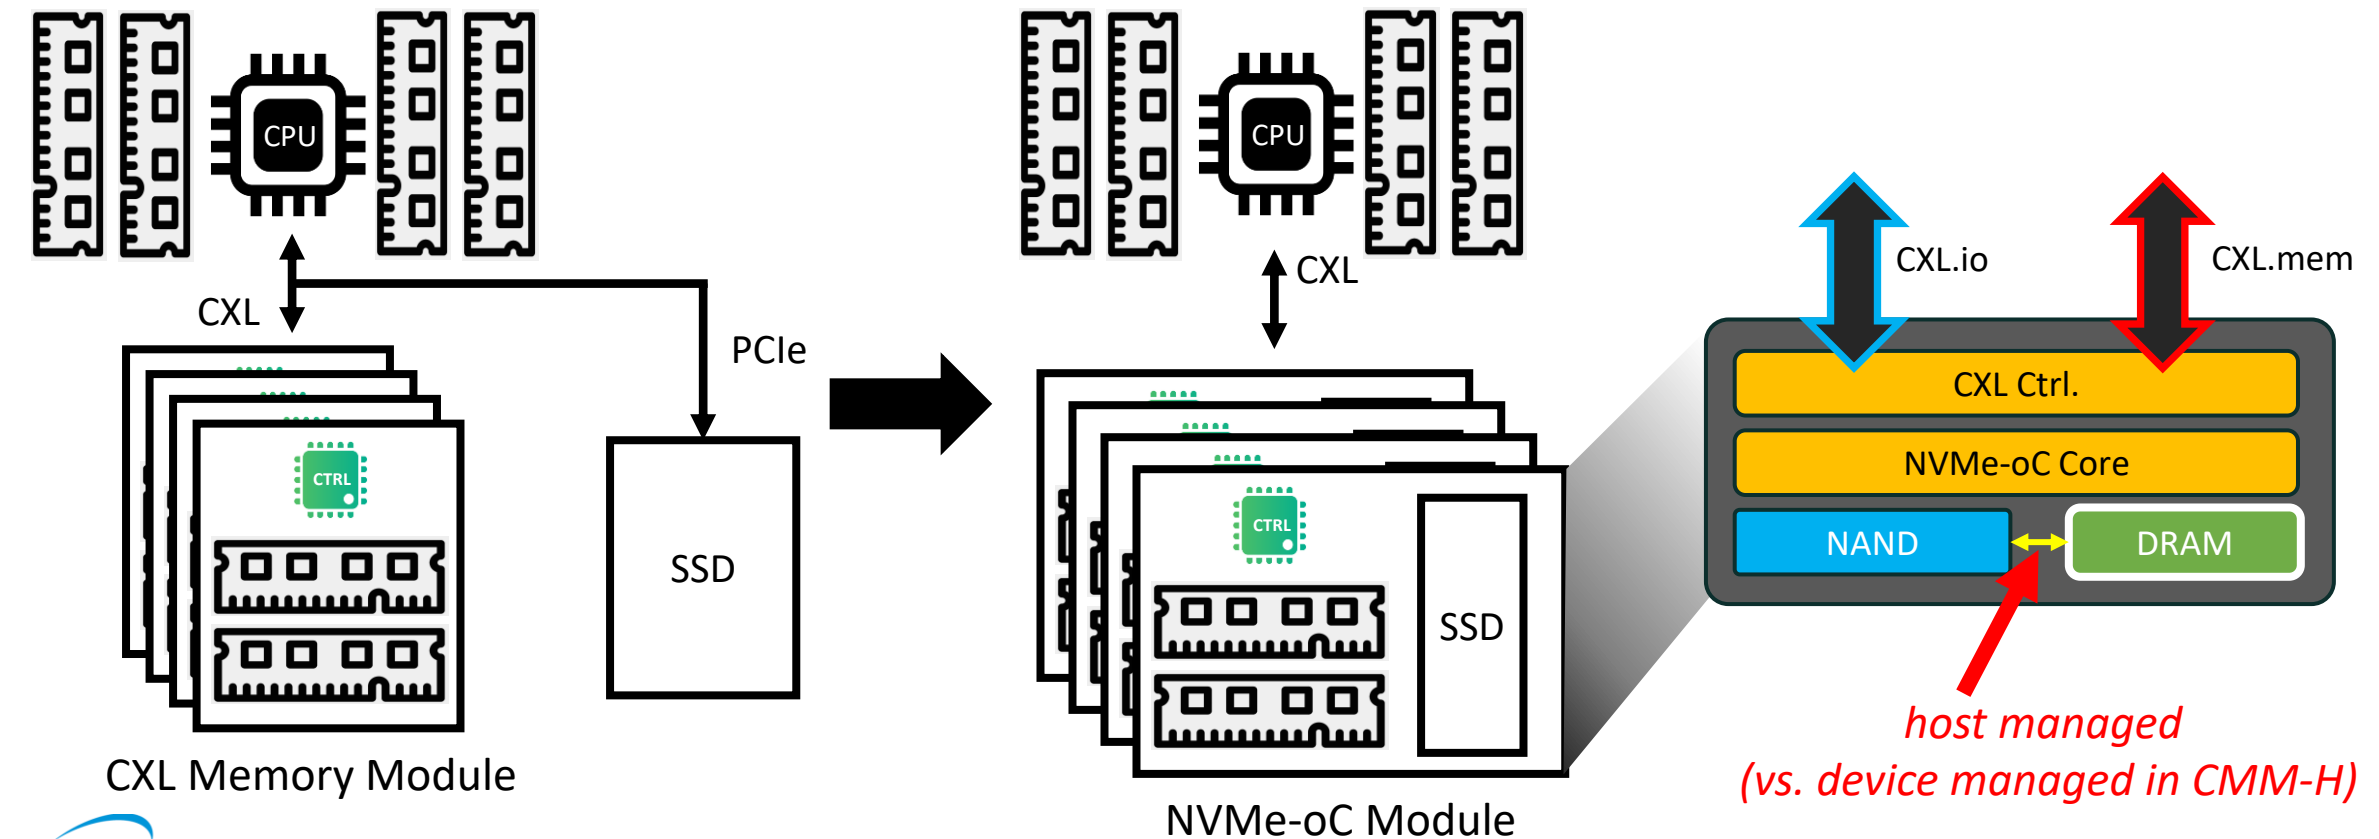 CPU
CXL
PCIe
CTRL
SSD
CXL Memory Module
CPU
CXL
CTRL
SSD
NVMe-oC Module
CXL.io
CXL.mem
CXL Ctrl.
NVMe-oC Core
NAND
DRAM
host managed
(vs. device managed in CMM-H)